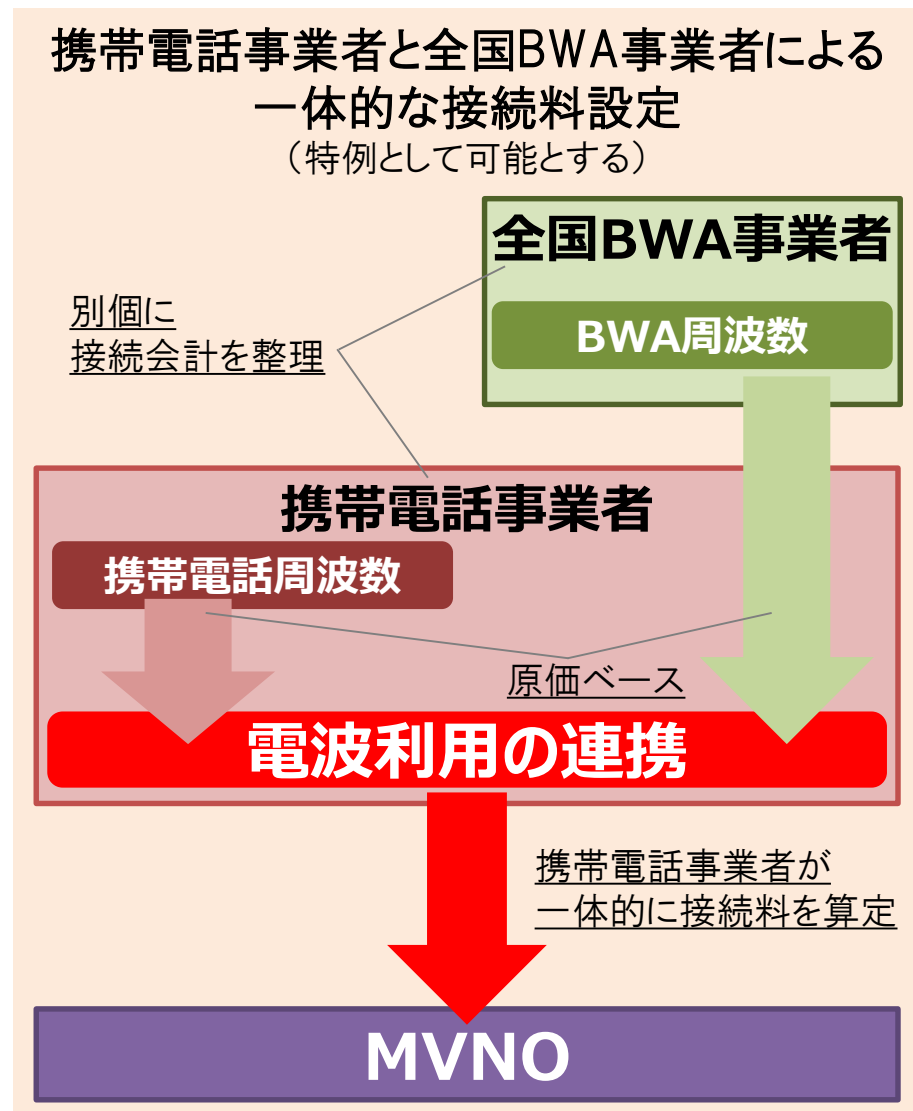 携帯電話事業者と全国BWA事業者による
一体的な接続料設定
（特例として可能とする）
全国BWA事業者
BWA周波数
別個に
接続会計を整理
携帯電話事業者
携帯電話周波数
原価ベース
電波利用の連携
携帯電話事業者が
一体的に接続料を算定
MVNO